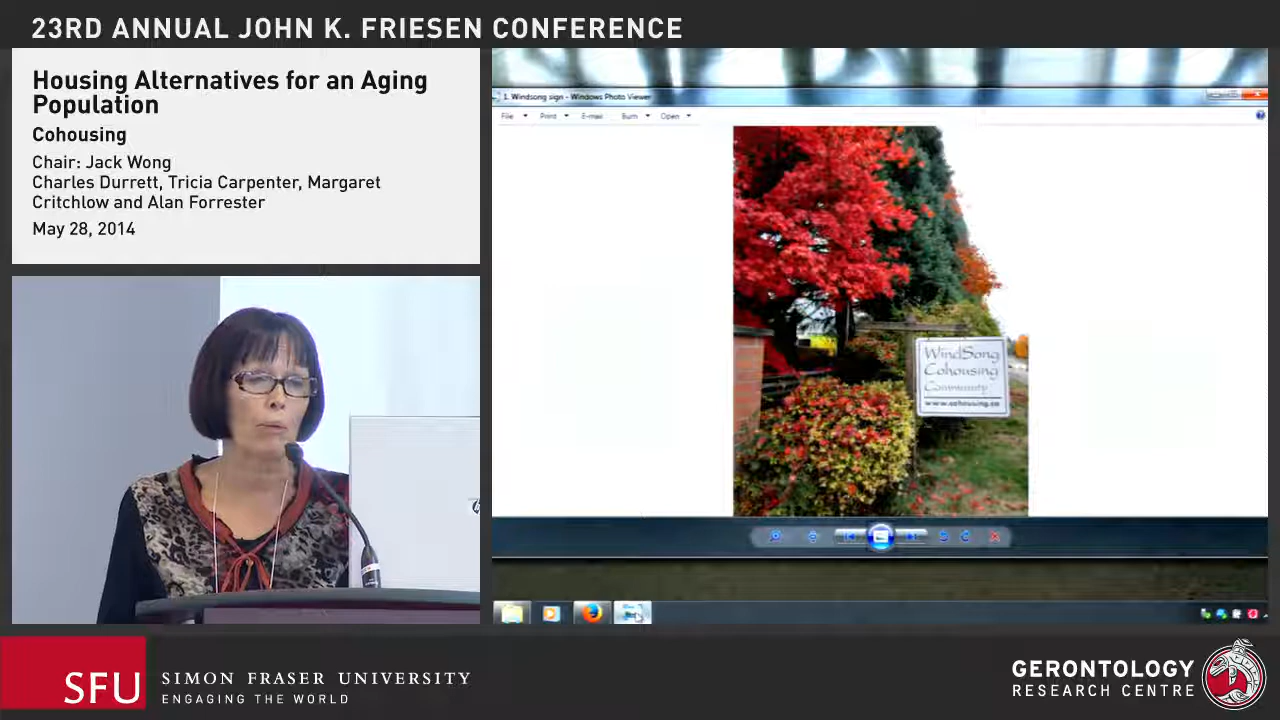 23RD ANNUAL JOHN K. FRIESEN CONFERENCE
Housing Alternatives for an Aging
Population
Cohousing
Chair: Jack Wong
Charles Durrett, Tricia Carpenter, Margaret
Critchlow and Alan Forrester
May 28, 2014
1. Windsong sign - Windows Photo Viewer
File Print E-mail Burn Open
WindSong
Cohousing
Community
www.cohousing.ca
hp
SFU
SIMON FRASER UNIVERSITY
ENGAGING THE WORLD
GERONTOLOGY
RESEARCH CENTRE